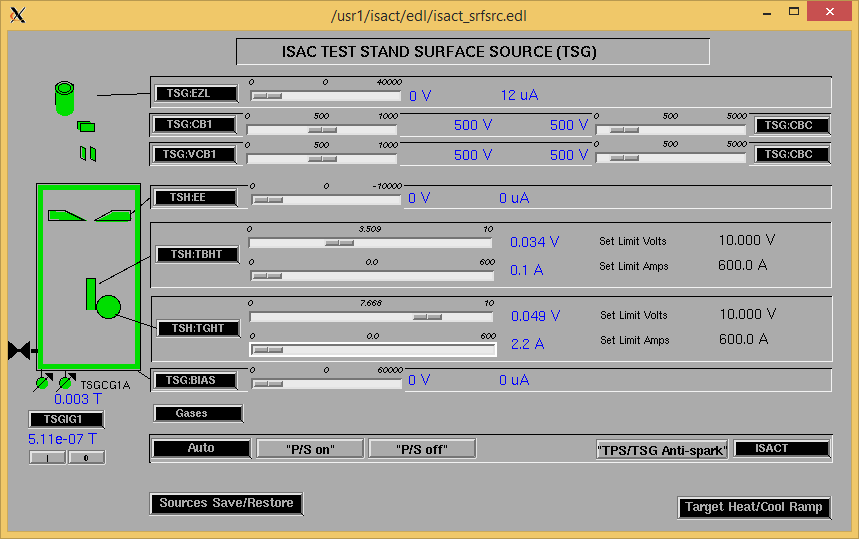 /usr1/isact/edl/isact_srfsrc.edl
ISAC TEST STAND SURFACE SOURCE (TSG)
0 0 40000
TSG:EZL 0 V 12 uA
0 500 1000 0 500 5000
TSG:CB1 500 V 500 V TSG:CBC
0 500 1000 0 500 5000
TSG:VCB1 500 V 500 V TSG:CBC
0 0 -10000
TSH:EE 0 V 0 uA
0 3.509 10
0.034 V Set Limit Volts 10.000 V
TSH:TBHT
0 0.0 600
0.1 A Set Limit Amps 600.0 A
0 7.668 10
0.049 V Set Limit Volts 10.000 V
TSH:TGHT
0 0.0 600
2.2 A Set Limit Amps 600.0 A
0 0 60000
TSG:BIAS 0 V 0 uA
TSGCG1A
0.003 T
TSGIG1
5.11e-07 T
I 0
Gases
Auto "P/S on" "P/S off" "TPS/TSG Anti-spark" ISACT
Sources Save/Restore
Target Heat/Cool Ramp